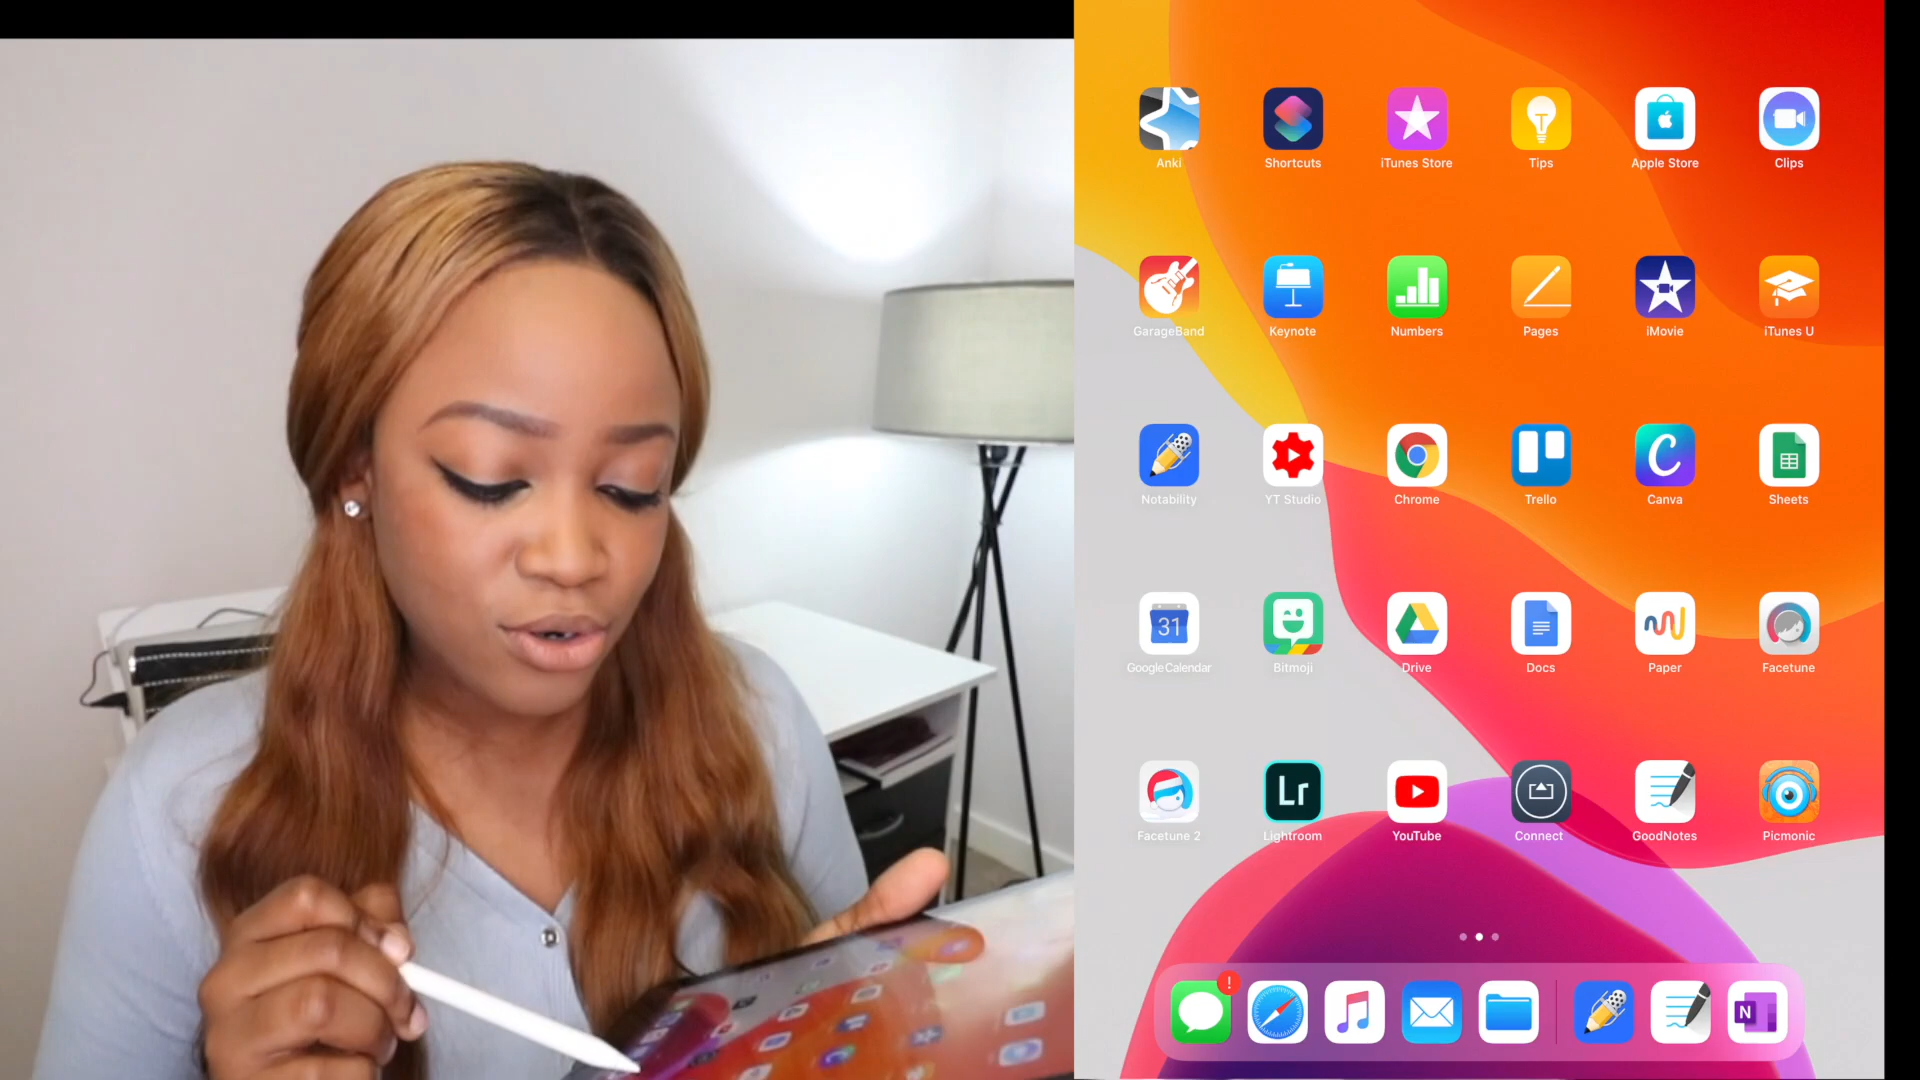 Anki Shortcuts iTunes Store Tips Apple Store Clips
GarageBand Keynote Numbers Pages iMovie iTunes U
C
Notability YT Studio Chrome Trello Canva Sheets
31
Google Calendar Bitmoji Drive Docs Paper Facetune
Lr
Facetune 2 Lightroom YouTube Connect GoodNotes Picmonic
!
N